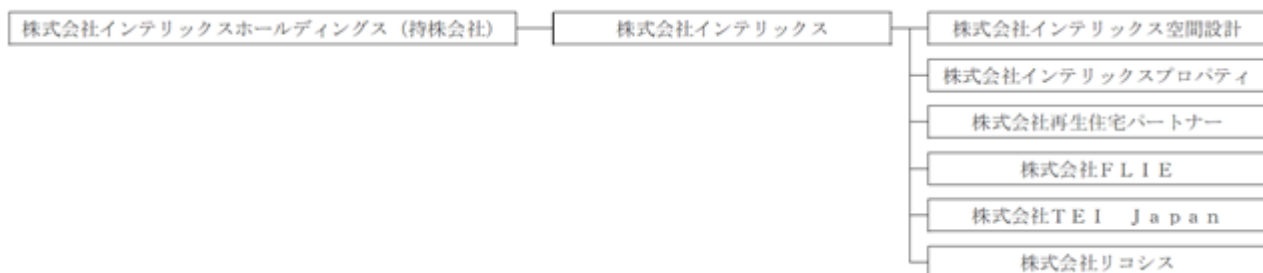 株式会社インテリックスホールディングス（持株会社）
株式会社インテリックス
株式会社インテリックス空間設計
株式会社インテリックスプロパティ
株式会社再生住宅パートナー
株式会社ＦＬＩＥ
株式会社ＴＥＩ　Ｊａｐａｎ
株式会社リコシス